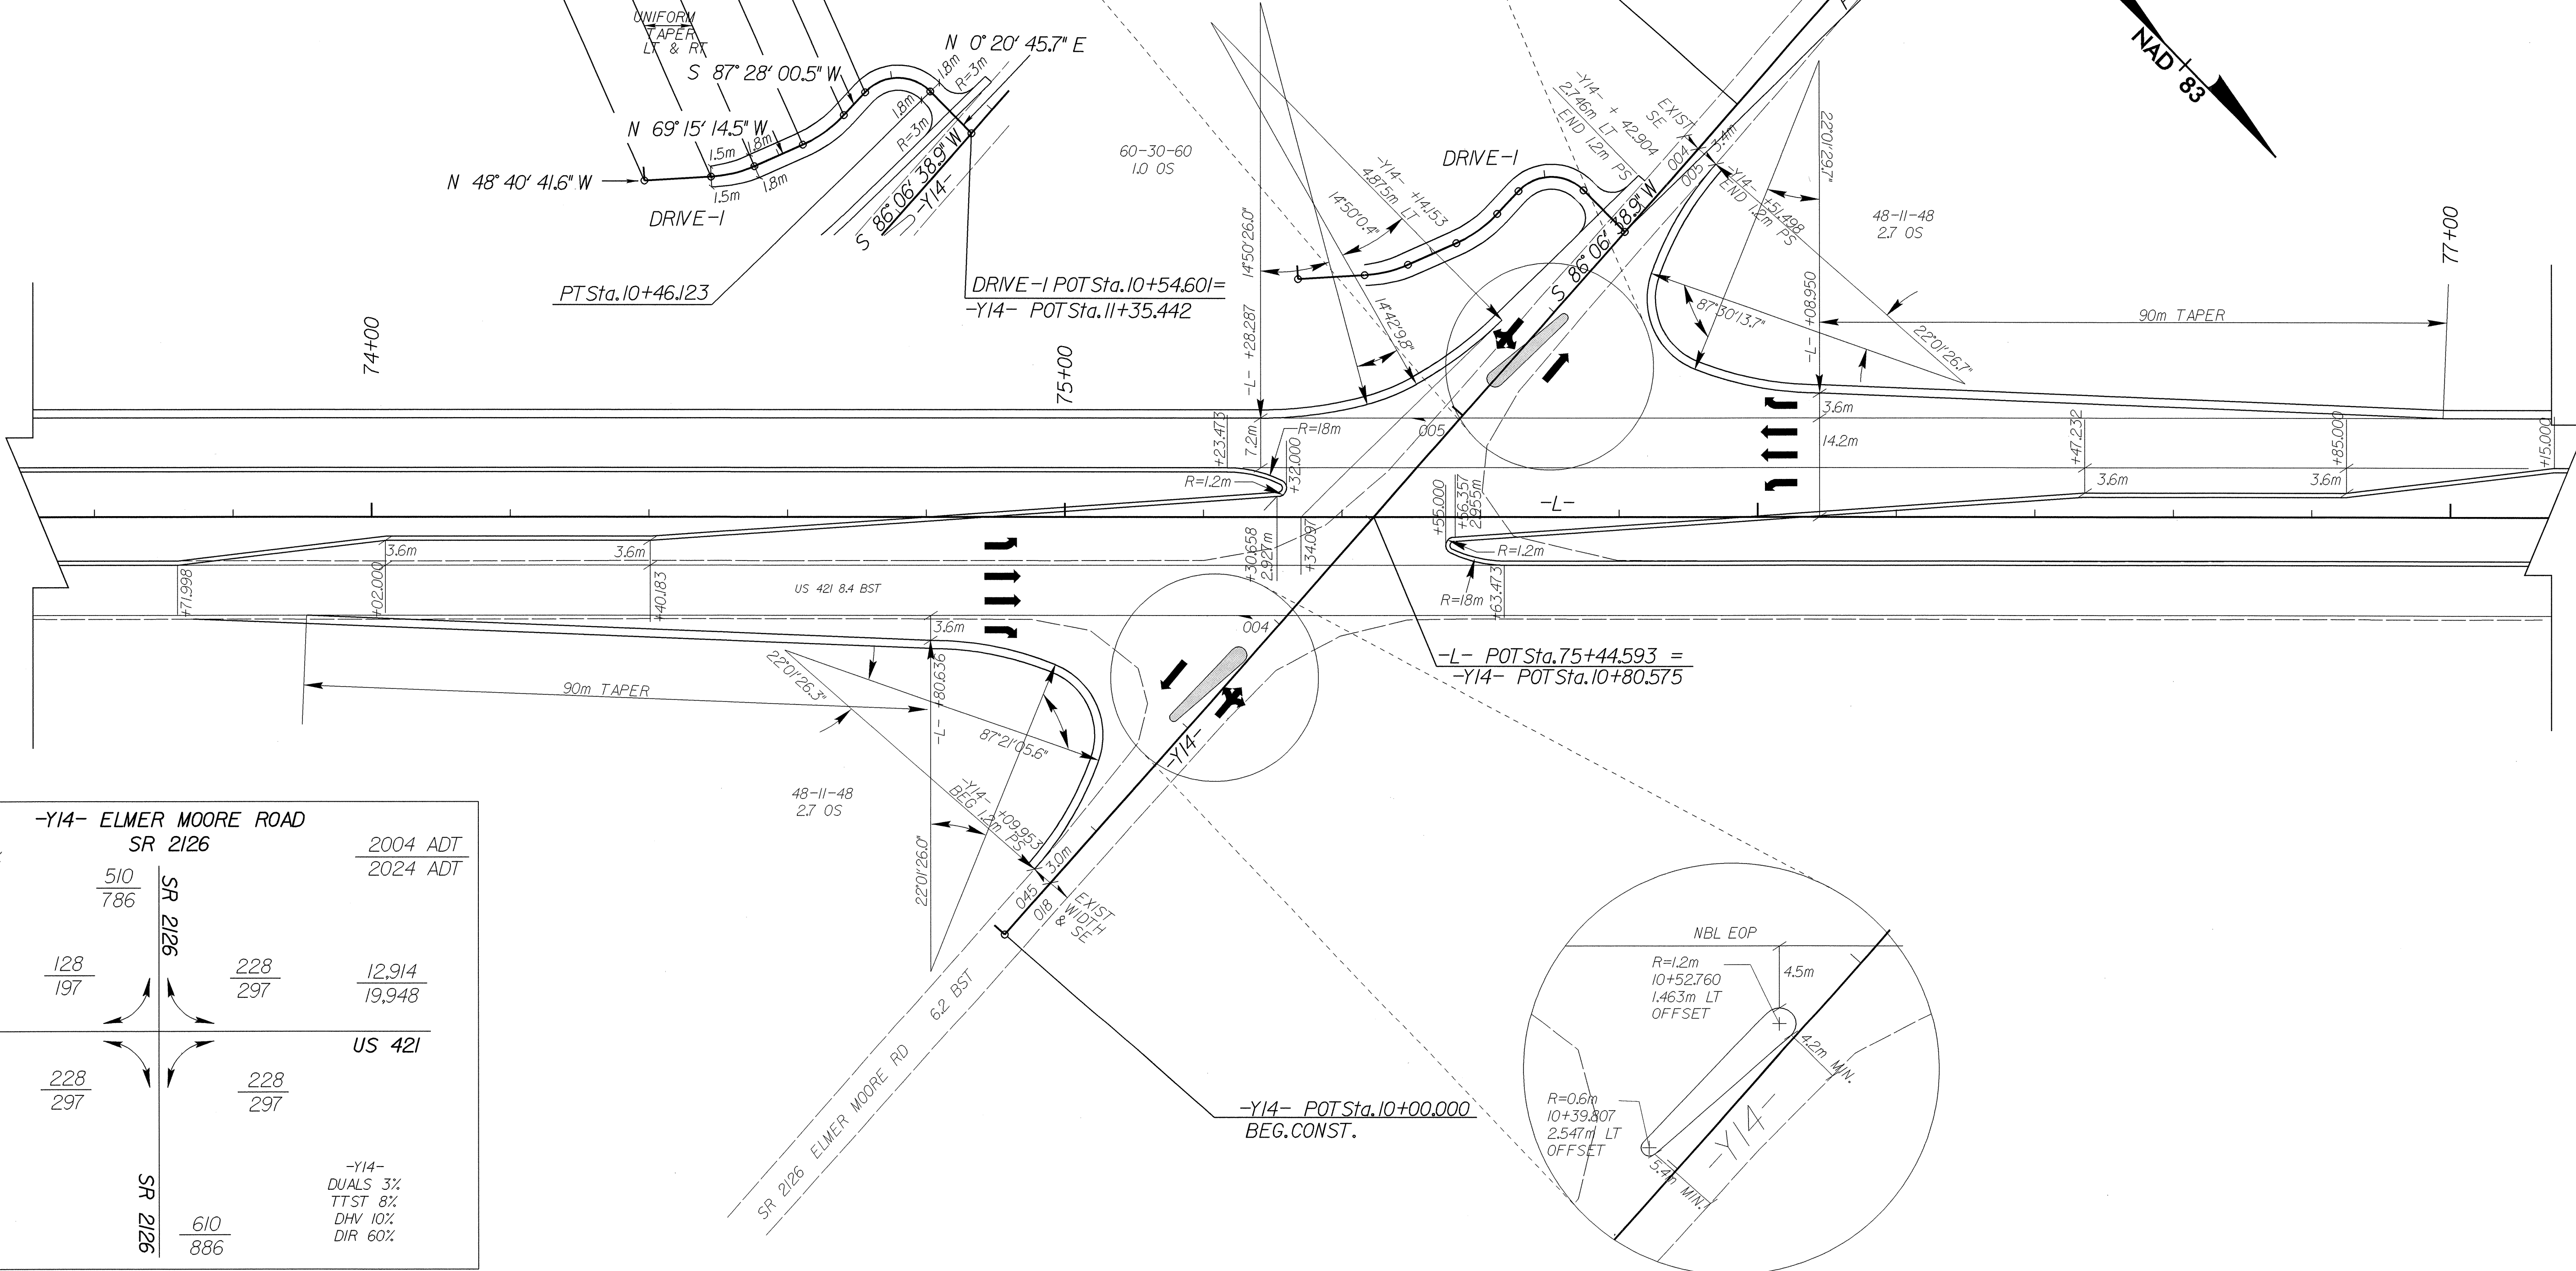 UNIFORM
TAPER
LT & RT
S 87° 28' 00.5" W
N 0° 20' 45.7" E
1.8m
R=3m
1.8m
R=3m
N 69° 15' 14.5" W
1.5m
1.8m
N 48° 40' 41.6" W
1.5m
1.8m
DRIVE-1
S 86° 06' 38.9" W
-Y14-
PT Sta. 10+46.123
DRIVE-1 POT Sta. 10+54.601=
-Y14- POT Sta. 11+35.442
60-30-60
1.0 OS
-Y14- +14.153
4.875m LT
14°50'0.4"
14°50'26.0"
-L- +28.287
14°42'9.8"
DRIVE-1
-Y14- + 42.904
2.746m LT
END 1.2m PS
EXIST
SE
004
005
3.4m
S 86° 06' 38.9" W
-Y14- +51.498
END 1.2m PS
22°01'29.7"
48-11-48
2.7 OS
87°30'13.7"
-L- +08.950
22°01'26.7"
90m TAPER
NAD 83
74+00
75+00
77+00
+23.473
7.2m
R=18m
R=1.2m
+32.000
005
3.6m
14.2m
+47.232
3.6m
+85.000
3.6m
+15.000
-L-
+55.000
+56.357
2.955m
R=1.2m
R=18m
+63.473
3.6m
3.6m
+71.998
+02.000
+40.183
US 421 8.4 BST
+30.658
2.927m
+34.097
3.6m
004
-L- POT Sta. 75+44.593 =
-Y14- POT Sta. 10+80.575
90m TAPER
22°01'26.3"
-L- +80.636
87°21'05.6"
48-11-48
2.7 OS
-Y14- +09.953
BEG 1.2m PS
22°01'26.0"
3.0m
045
018
EXIST
WIDTH
& SE
-Y14-
6.2 BST
SR 2126 ELMER MOORE RD
-Y14- POT Sta. 10+00.000
BEG. CONST.
NBL EOP
R=1.2m
10+52.760
1.463m LT
OFFSET
4.5m
4.2m MIN.
R=0.6m
10+39.807
2.547m LT
OFFSET
5.4m MIN.
-Y14-
-Y14- ELMER MOORE ROAD
SR 2126
2004 ADT
2024 ADT
510
786
SR 2126
128
197
228
297
12,914
19,948
US 421
228
297
228
297
SR 2126
610
886
-Y14-
DUALS 3%
TTST 8%
DHV 10%
DIR 60%